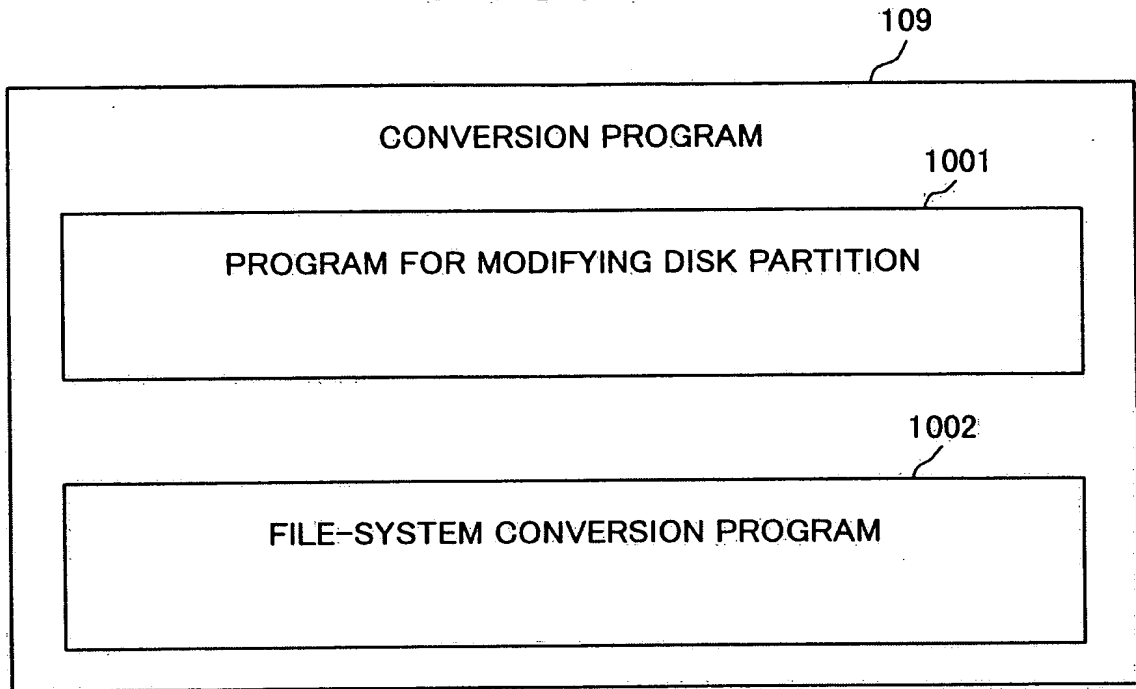 109
CONVERSION PROGRAM
1001
PROGRAM FOR MODIFYING DISK PARTITION
1002
FILE-SYSTEM CONVERSION PROGRAM